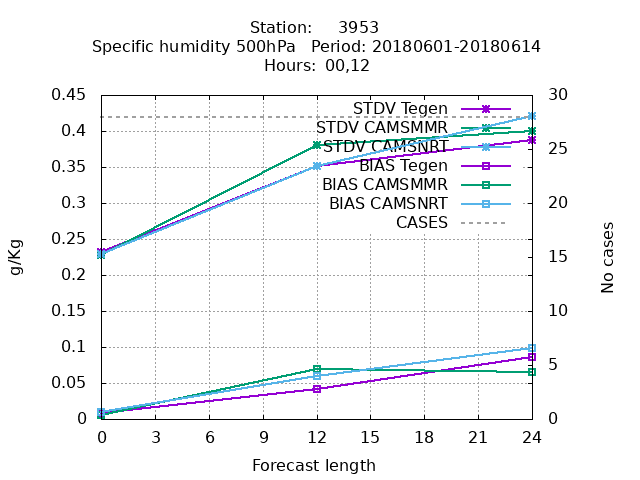 Station: 3953
Specific humidity 500hPa Period: 20180601-20180614
Hours: 00,12
g/Kg
No cases
0.45
0.4
0.35
0.3
0.25
0.2
0.15
0.1
0.05
0
30
25
20
15
10
5
0
STDV Tegen
STDV CAMSMMR
STDV CAMSNRT
BIAS Tegen
BIAS CAMSMMR
BIAS CAMSNRT
CASES
0 3 6 9 12 15 18 21 24
Forecast length